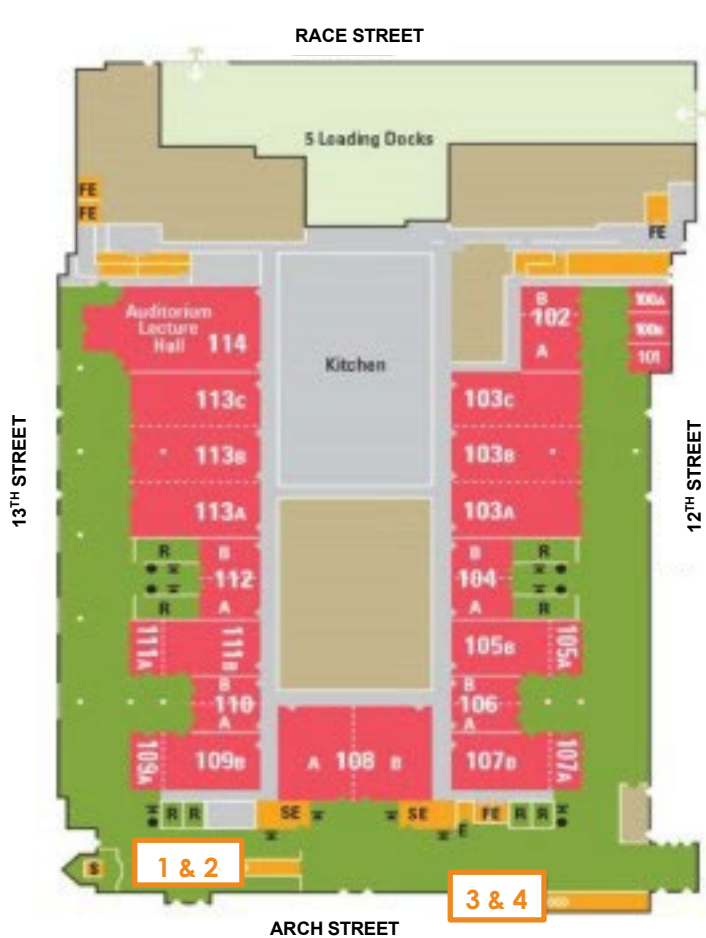 RACE STREET
5 Loading Docks
FE
FE
FE
Auditorium
Lecture
Hall 114
B
102
A
100A
100B
101
Kitchen
113C
103C
113B
103B
13TH STREET
12TH STREET
113A
103A
R
B
B
R
112
104
R
A
A
R
111A
111B
105B
105A
B
B
110
106
A
A
109A
109B
A 108 B
107B
107A
R R
SE
SE
FE
R R
E
S
1 & 2
3 & 4
ARCH STREET